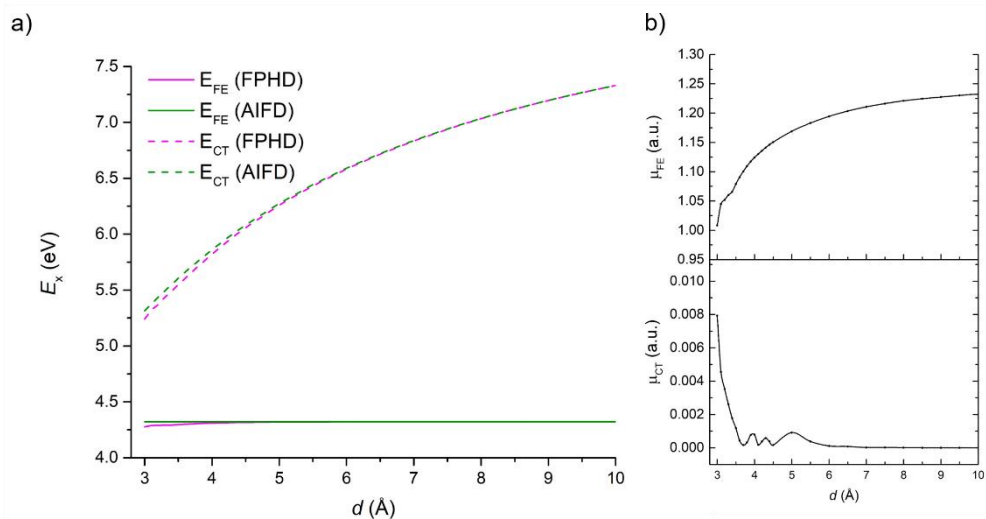 a)
E_FE (FPHD)
E_FE (AIFD)
E_CT (FPHD)
E_CT (AIFD)
7.5
7.0
6.5
6.0
5.5
5.0
4.5
4.0
E_x (eV)
3 4 5 6 7 8 9 10
d (Å)
b)
1.30
1.25
1.20
1.15
1.10
1.05
1.00
0.95
μ_FE (a.u.)
0.010
0.008
0.006
0.004
0.002
0.000
μ_CT (a.u.)
3 4 5 6 7 8 9 10
d (Å)